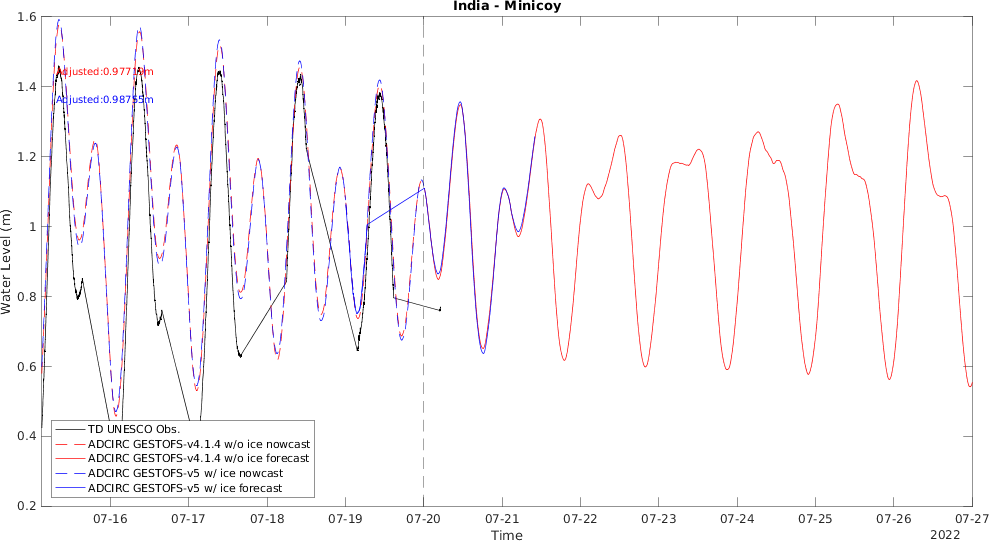 India - Minicoy
1.6
1.4
1.2
1
0.8
0.6
0.4
0.2
Water Level (m)
Adjusted:0.98755m
TD UNESCO Obs.
ADCIRC GESTOFS-v4.1.4 w/o ice nowcast
ADCIRC GESTOFS-v4.1.4 w/o ice forecast
ADCIRC GESTOFS-v5 w/ ice nowcast
ADCIRC GESTOFS-v5 w/ ice forecast
07-16 07-17 07-18 07-19 07-20 07-21 07-22 07-23 07-24 07-25 07-26 07-27
Time
2022